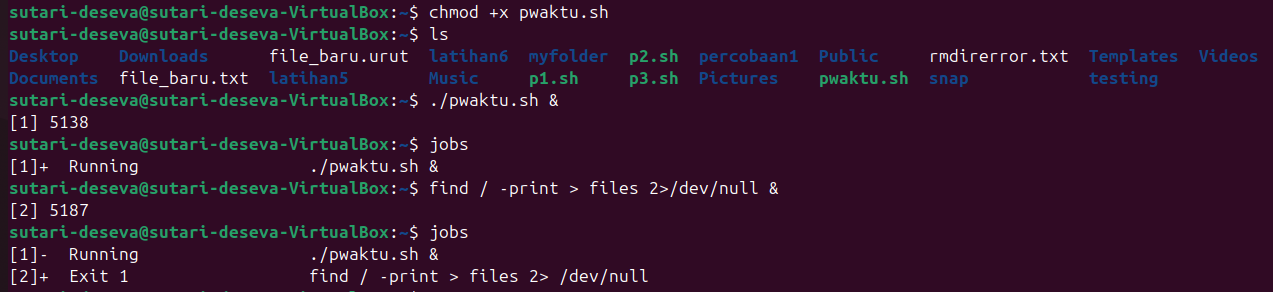 sutari-deseva@sutari-deseva-VirtualBox:~$ chmod +x pwaktu.sh
sutari-deseva@sutari-deseva-VirtualBox:~$ ls
Desktop    Downloads      file_baru.urut  latihan6  myfolder  p2.sh  percobaan1  Public     rmdirerror.txt  Templates  Videos
Documents  file_baru.txt  latihan5        Music     p1.sh     p3.sh  Pictures    pwaktu.sh  snap            testing
sutari-deseva@sutari-deseva-VirtualBox:~$ ./pwaktu.sh &
[1] 5138
sutari-deseva@sutari-deseva-VirtualBox:~$ jobs
[1]+  Running                 ./pwaktu.sh &
sutari-deseva@sutari-deseva-VirtualBox:~$ find / -print > files 2>/dev/null &
[2] 5187
sutari-deseva@sutari-deseva-VirtualBox:~$ jobs
[1]-  Running                 ./pwaktu.sh &
[2]+  Exit 1                  find / -print > files 2> /dev/null